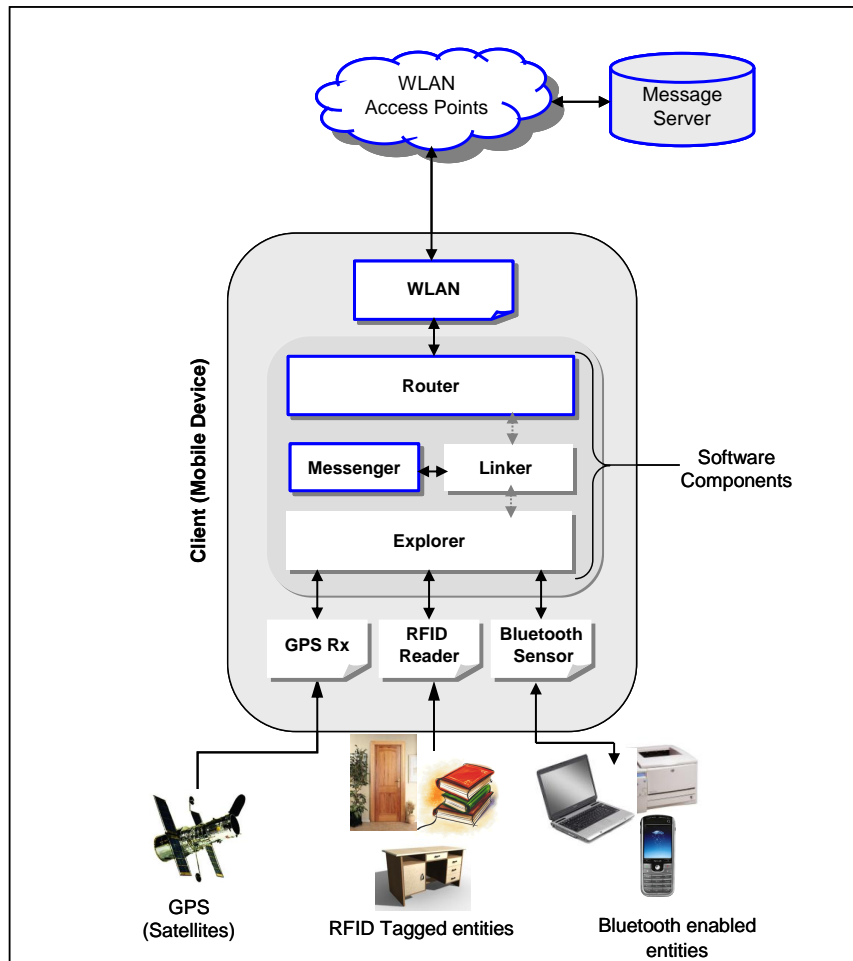 WLAN
Access Points
Message
Server
WLAN
Router
Messenger
Linker
Explorer
Software
Components
Client (Mobile Device)
GPS Rx
RFID
Reader
Bluetooth
Sensor
GPS
(Satellites)
RFID Tagged entities
Bluetooth enabled
entities